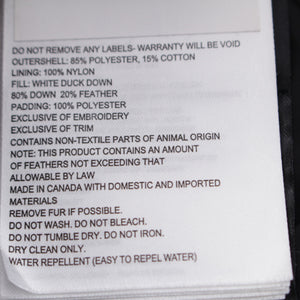 DO NOT REMOVE ANY LABELS- WARRANTY WILL BE VOID
OUTERSHELL: 85% POLYESTER, 15% COTTON
LINING: 100% NYLON
FILL: WHITE DUCK DOWN
80% DOWN 20% FEATHER
PADDING: 100% POLYESTER
EXCLUSIVE OF EMBROIDERY
EXCLUSIVE OF TRIM
CONTAINS NON-TEXTILE PARTS OF ANIMAL ORIGIN
NOTE: THIS PRODUCT CONTAINS AN AMOUNT
OF FEATHERS NOT EXCEEDING THAT
ALLOWABLE BY LAW
MADE IN CANADA WITH DOMESTIC AND IMPORTED
MATERIALS
REMOVE FUR IF POSSIBLE.
DO NOT WASH. DO NOT BLEACH.
DO NOT TUMBLE DRY. DO NOT IRON.
DRY CLEAN ONLY.
WATER REPELLENT (EASY TO REPEL WATER)